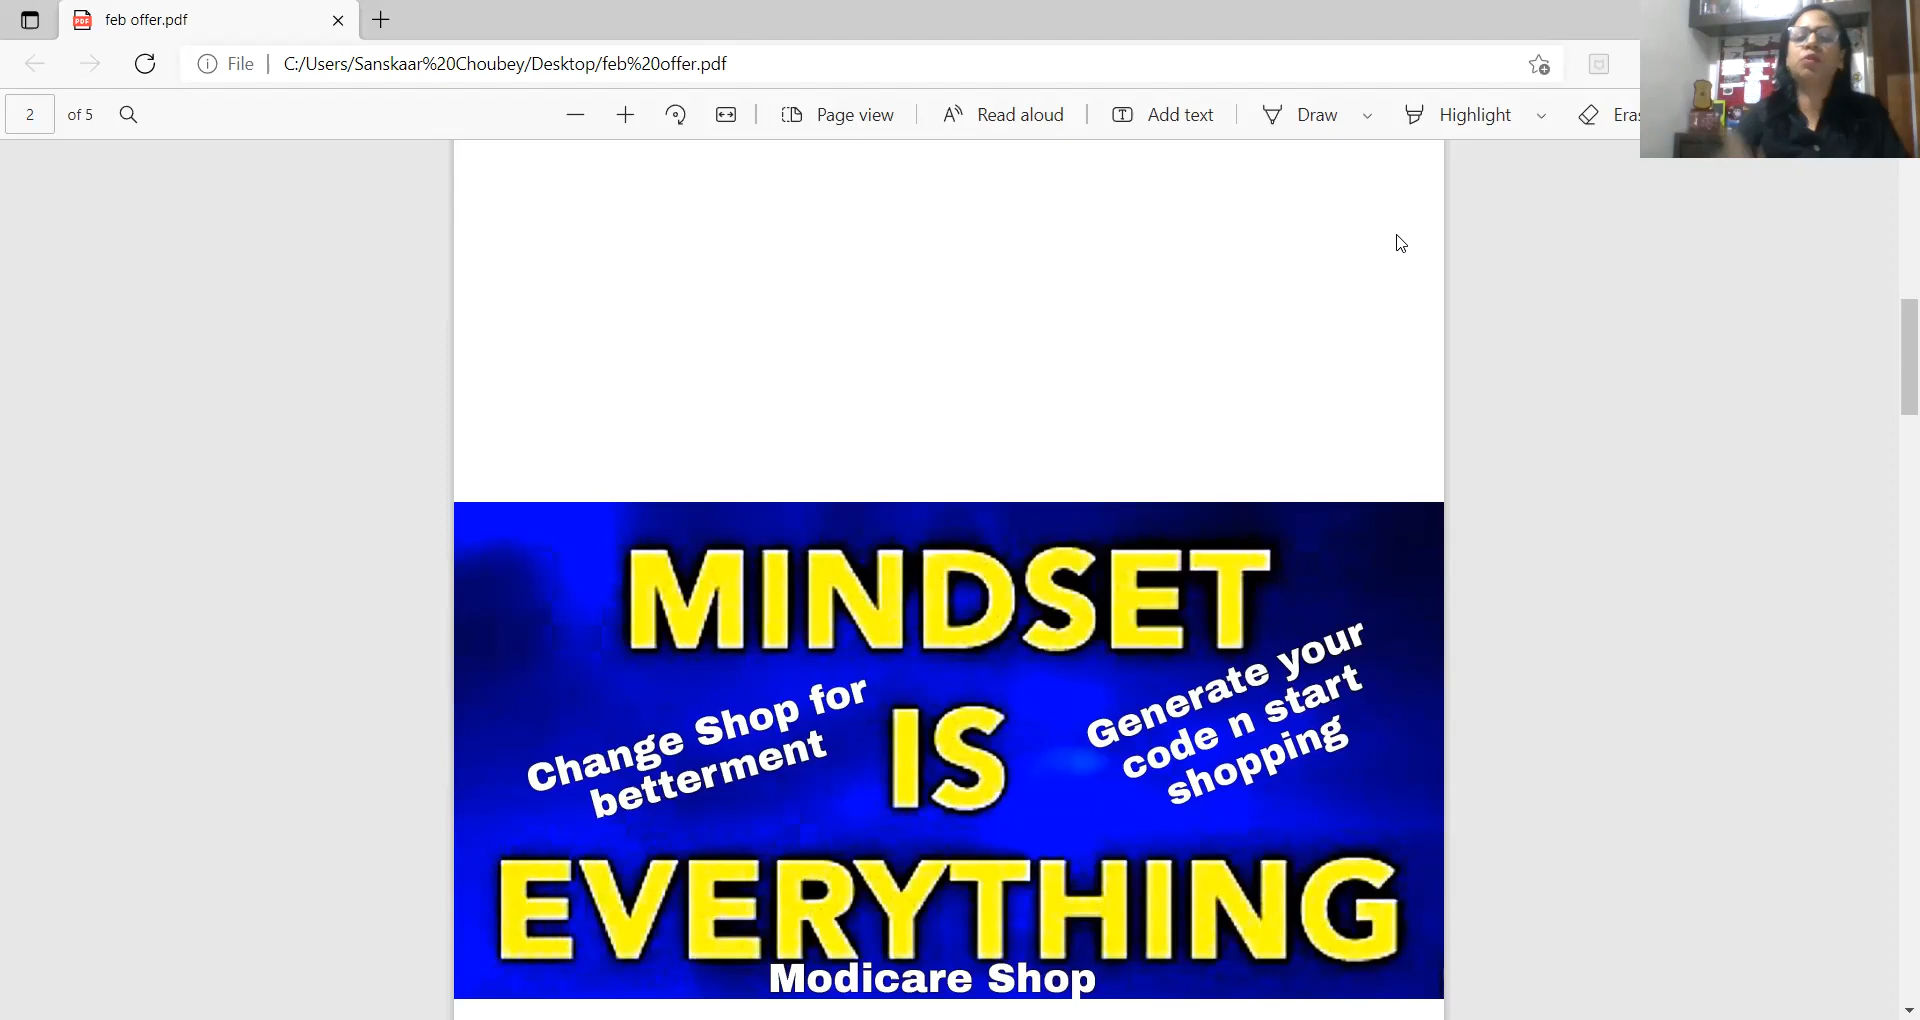 feb offer.pdf
File | C:/Users/Sanskaar%20Choubey/Desktop/feb%20offer.pdf
2 of 5 Page view Read aloud Add text Draw Highlight Eras
MINDSET
Change Shop for
betterment
IS
Generate your
code n start
shopping
EVERYTHING
Modicare Shop